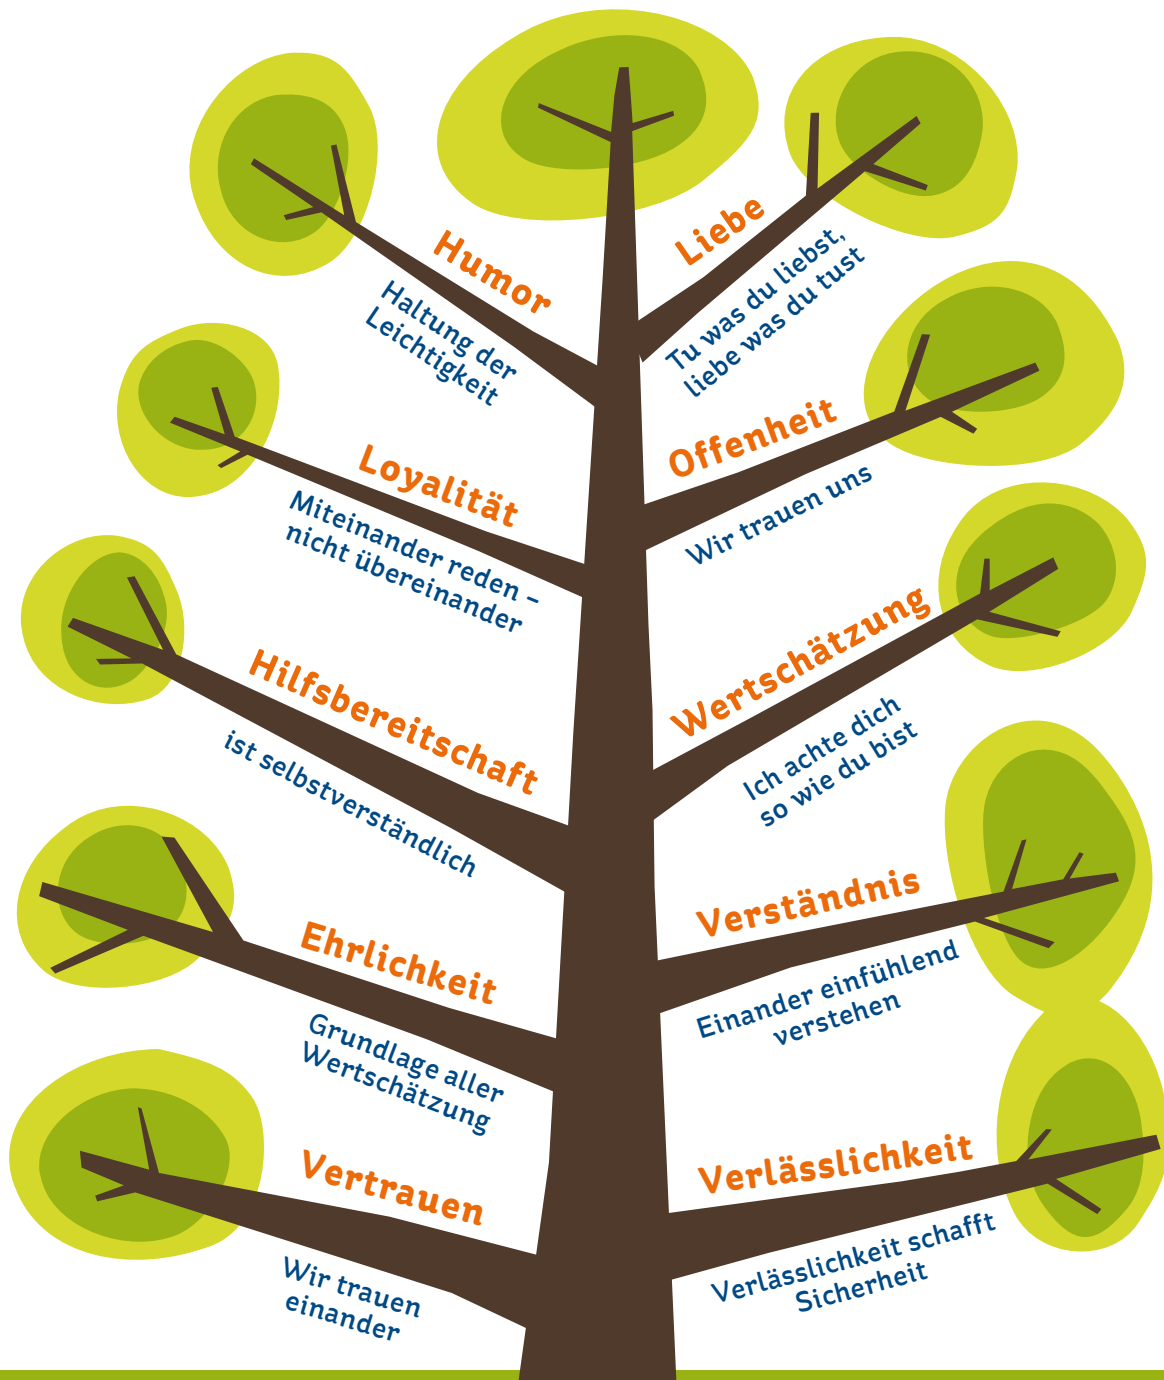 Humor
Haltung der
Leichtigkeit
Liebe
Tu was du liebst,
liebe was du tust
Loyalität
Miteinander reden –
nicht übereinander
Offenheit
Wir trauen uns
Hilfsbereitschaft
ist selbstverständlich
Wertschätzung
Ich achte dich
so wie du bist
Ehrlichkeit
Grundlage aller
Wertschätzung
Verständnis
Einander einfühlend
verstehen
Vertrauen
Wir trauen
einander
Verlässlichkeit
Verlässlichkeit schafft
Sicherheit